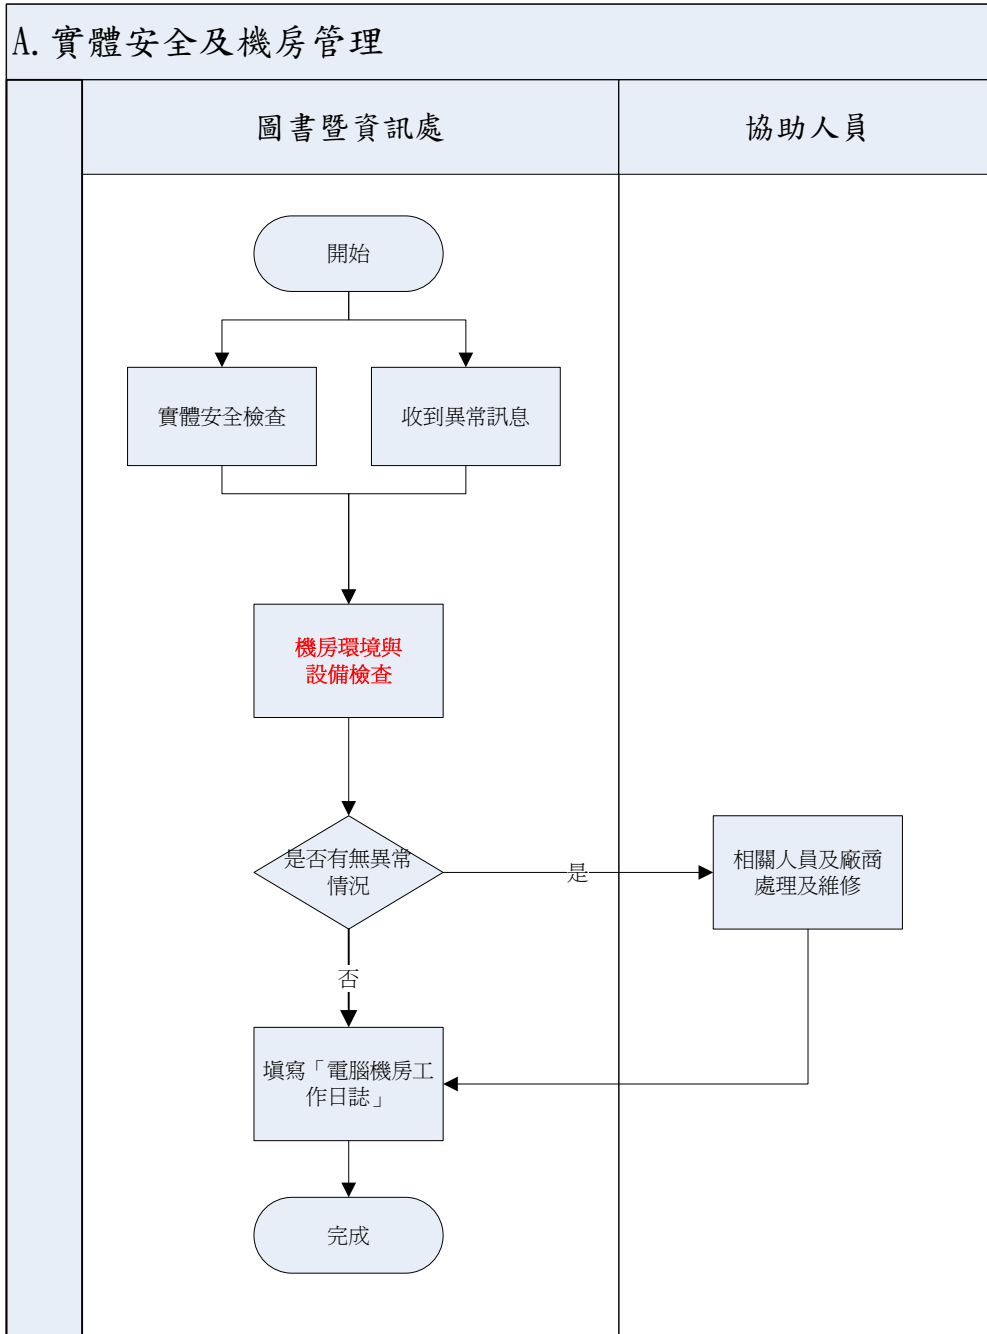 A. 實體安全及機房管理
圖書暨資訊處
協助人員
開始
實體安全檢查
收到異常訊息
機房環境與
設備檢查
是否有無異常
情況
是
相關人員及廠商
處理及維修
否
填寫「電腦機房工
作日誌」
完成